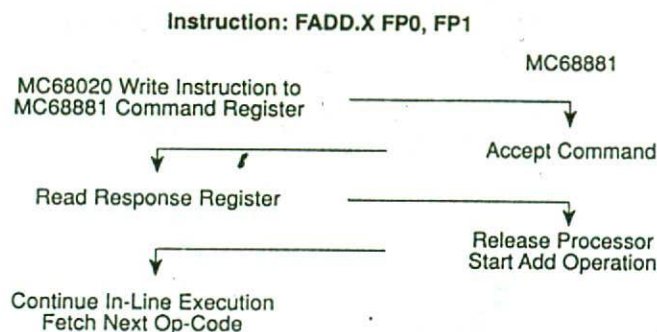 Instruction: FADD.X FP0, FP1
MC68881
MC68020 Write Instruction to
MC68881 Command Register
Accept Command
Read Response Register
Release Processor
Start Add Operation
Continue In-Line Execution
Fetch Next Op-Code